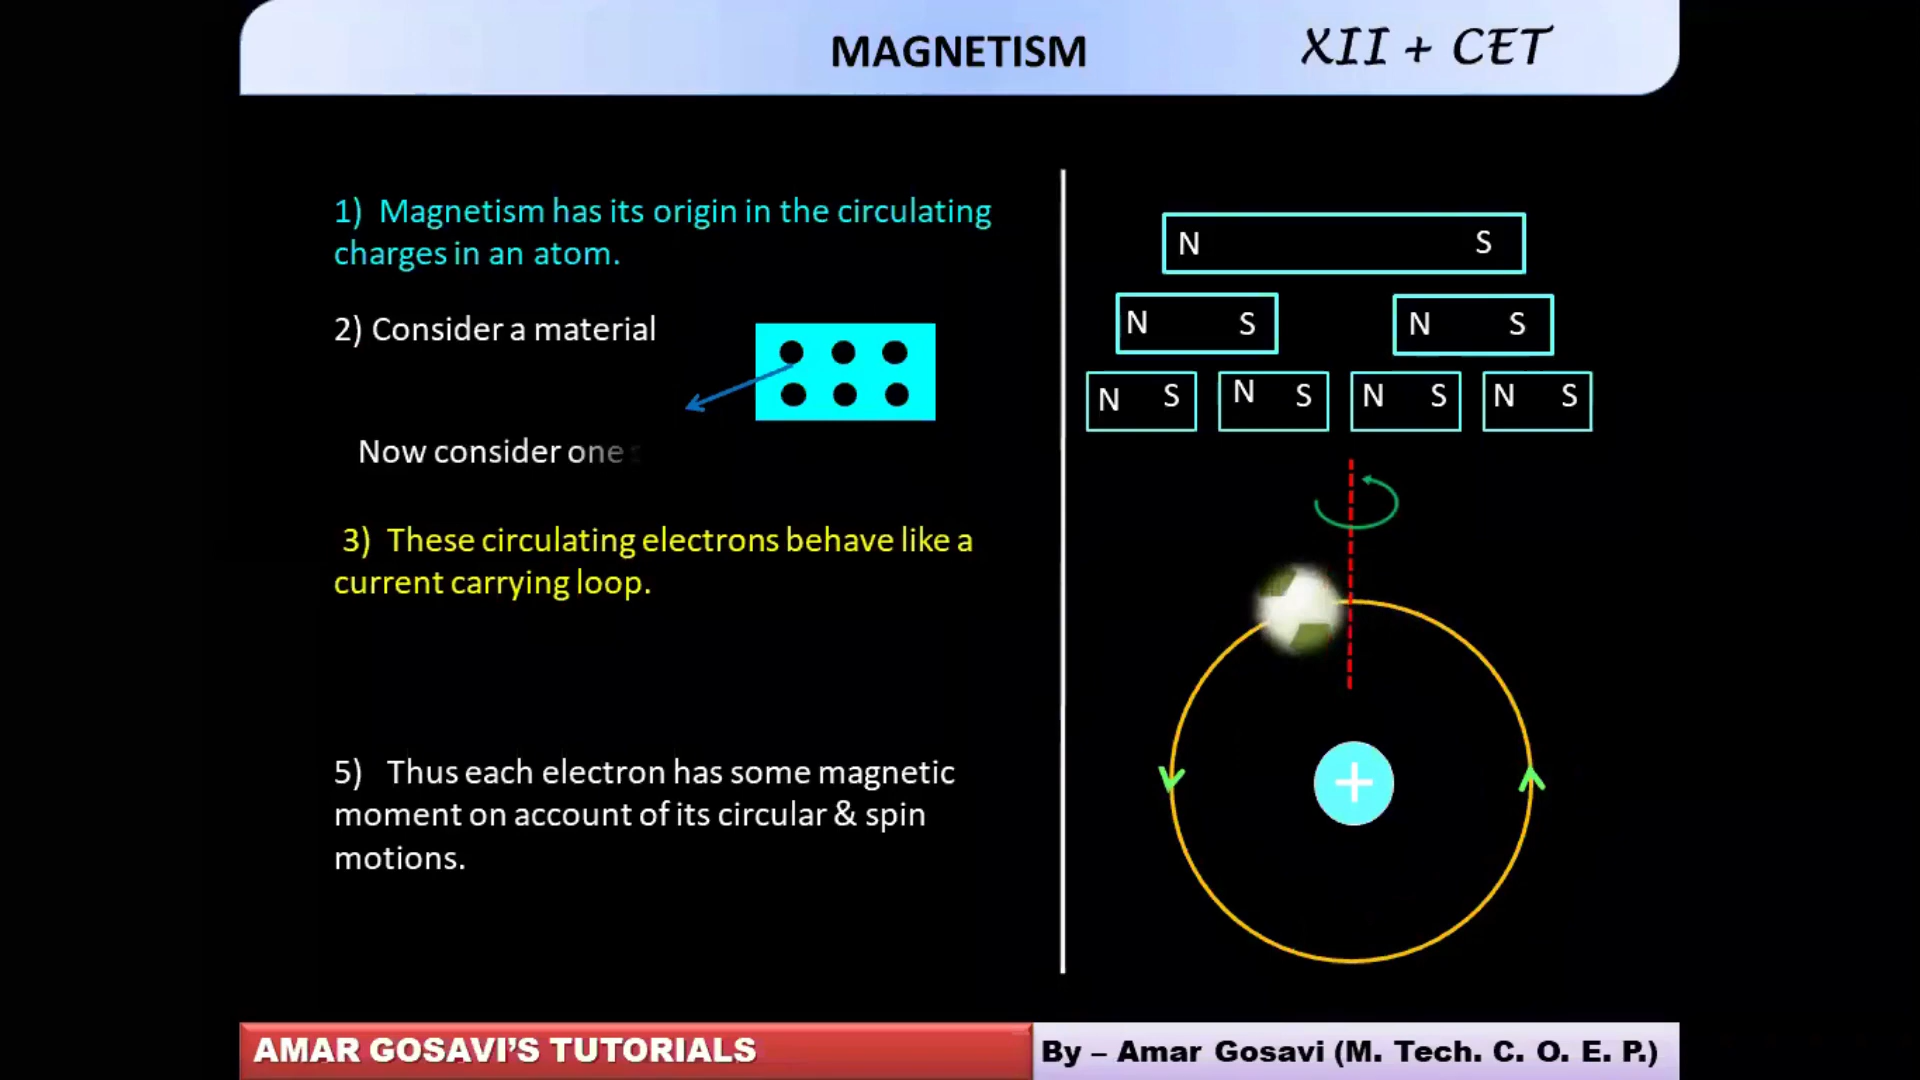 MAGNETISM
XII + CET
1) Magnetism has its origin in the circulating
charges in an atom.
2) Consider a material
Now consider one
3) These circulating electrons behave like a
current carrying loop.
5) Thus each electron has some magnetic
moment on account of its circular & spin
motions.
N S
N S N S
N S N S N S N S
+
AMAR GOSAVI'S TUTORIALS
By – Amar Gosavi (M. Tech. C. O. E. P.)